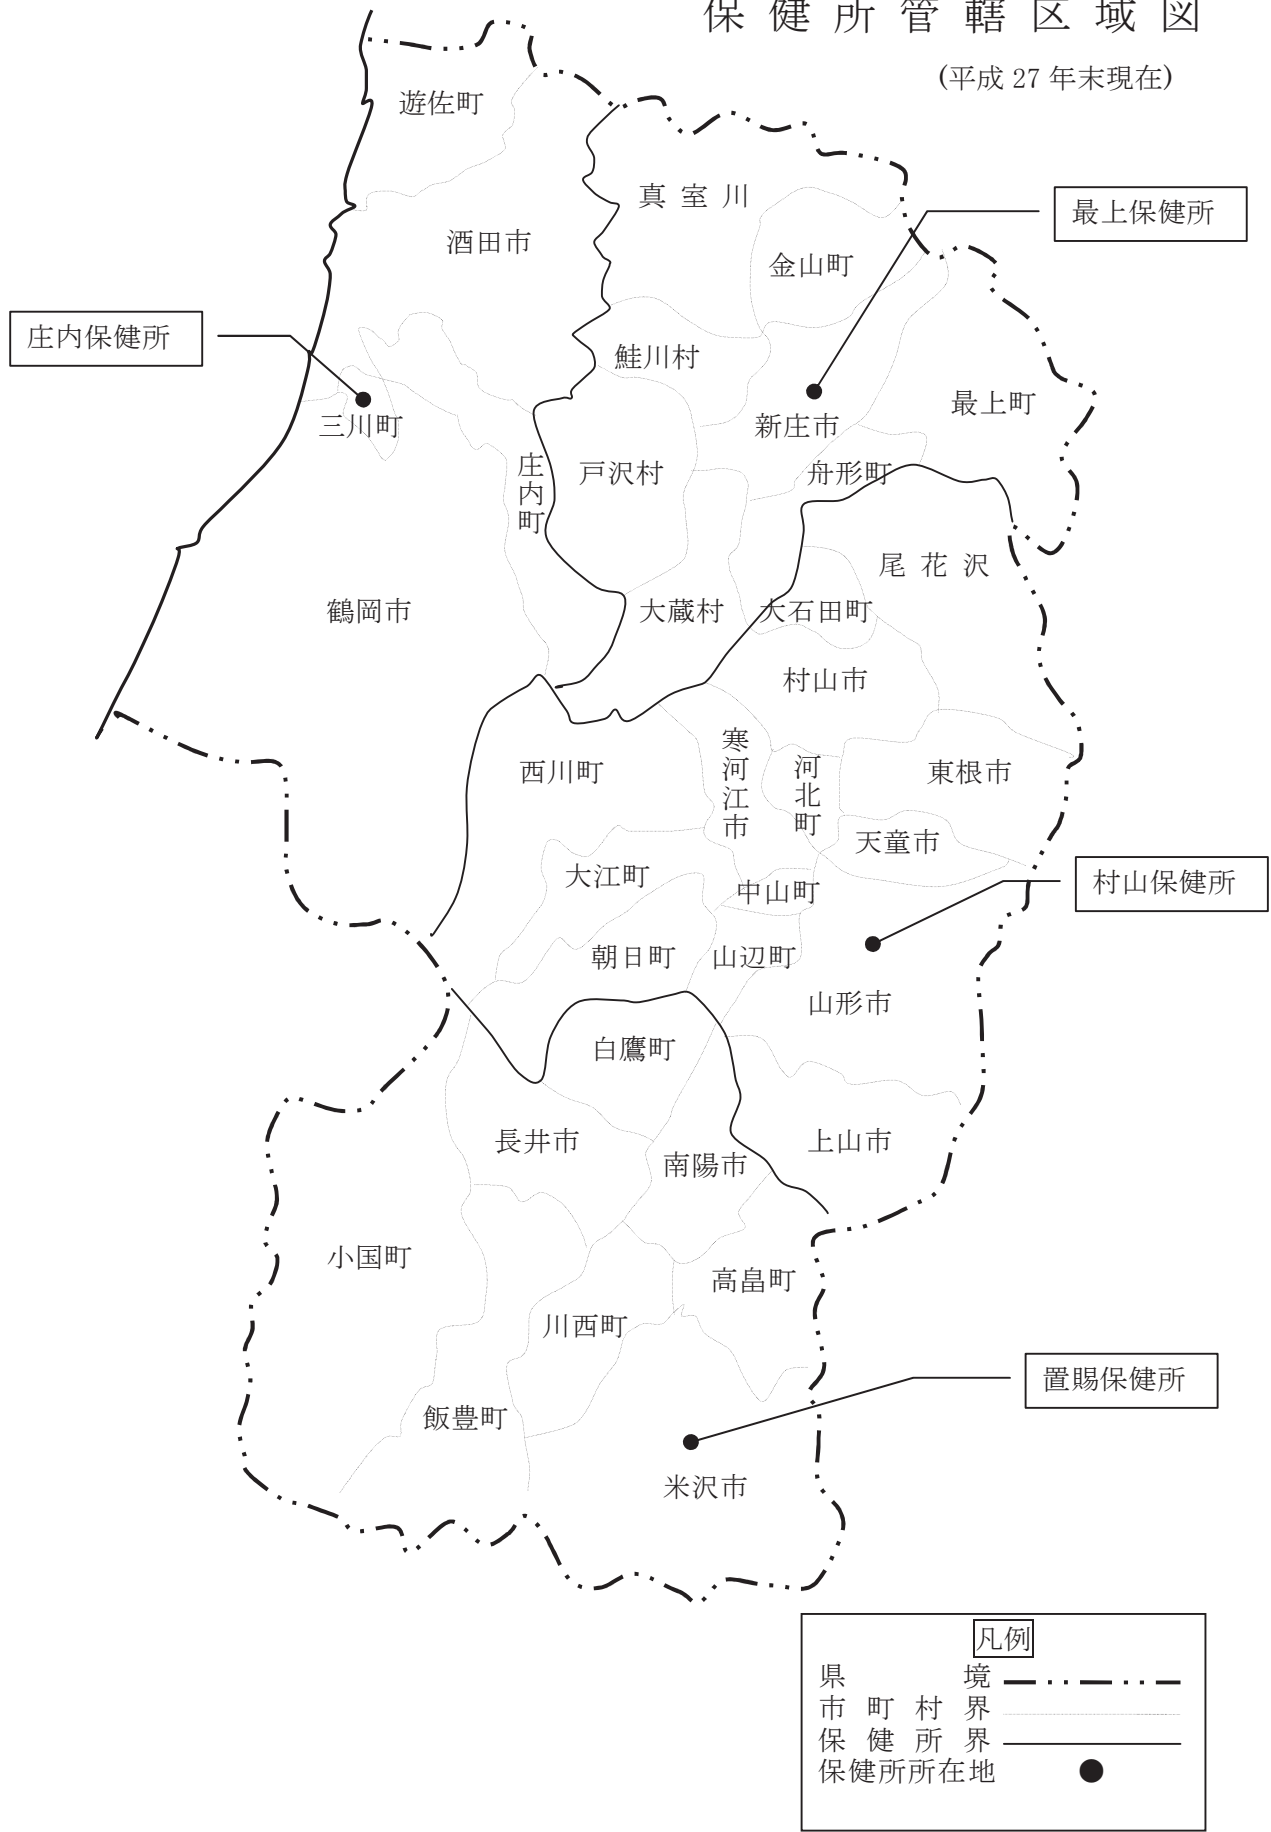 保健所管轄区域図
(平成 27 年末現在)
遊佐町
真室川
最上保健所
酒田市
金山町
庄内保健所
鮭川村
最上町
三川町
新庄市
庄内町
戸沢村
舟形町
尾花沢
鶴岡市
大蔵村
大石田町
村山市
寒河江市
河北町
西川町
東根市
天童市
大江町
中山町
村山保健所
朝日町
山辺町
山形市
白鷹町
長井市
上山市
南陽市
小国町
高畠町
川西町
置賜保健所
飯豊町
米沢市
凡例
県境
市町村界
保健所界
保健所所在地